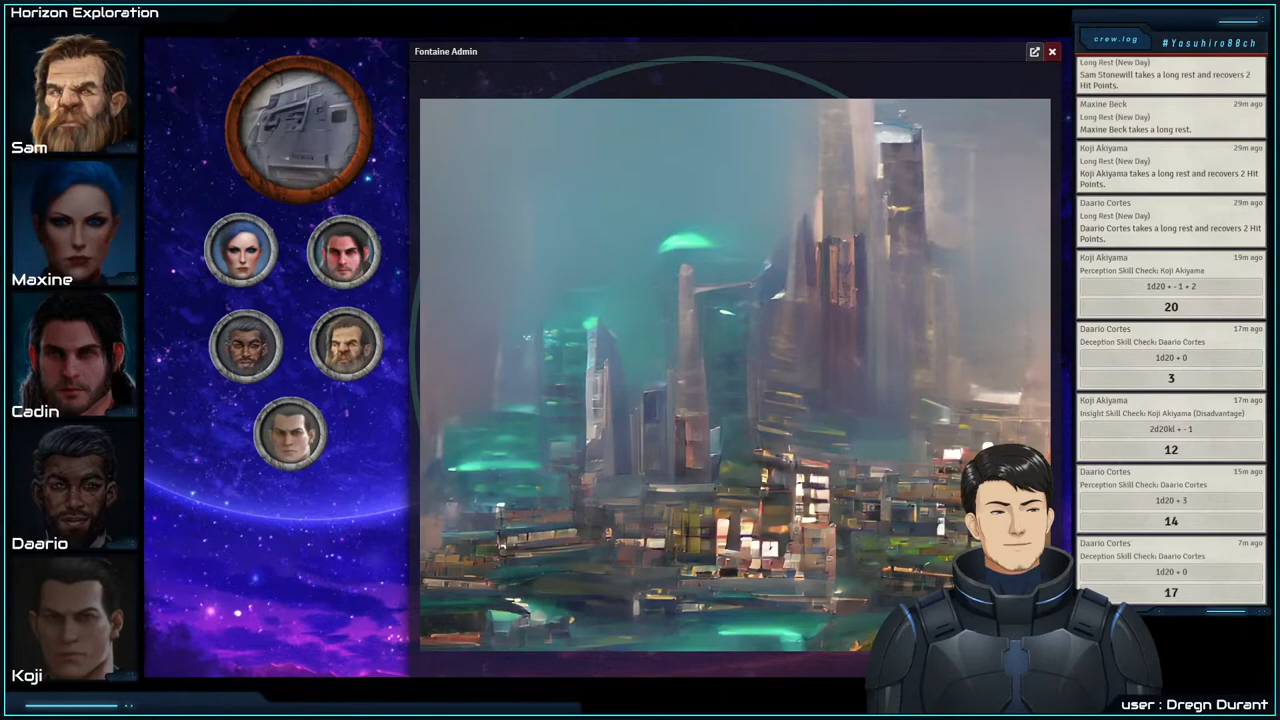 Horizon Exploration
Sam
Maxine
Cadin
Daario
Koji
Fontaine Admin
crew.log
#Yasuhiro88ch
Long Rest (New Day)
Sam Stonewill takes a long rest and recovers 2
Hit Points.
Maxine Beck 29m ago
Long Rest (New Day)
Maxine Beck takes a long rest.
Koji Akiyama 29m ago
Long Rest (New Day)
Koji Akiyama takes a long rest and recovers 2 Hit
Points.
Daario Cortes 29m ago
Long Rest (New Day)
Daario Cortes takes a long rest and recovers 2 Hit
Points.
Koji Akiyama 19m ago
Perception Skill Check: Koji Akiyama
1d20 + - 1 + 2
20
Daario Cortes 17m ago
Deception Skill Check: Daario Cortes
1d20 + 0
3
Koji Akiyama 17m ago
Insight Skill Check: Koji Akiyama (Disadvantage)
2d20kl + - 1
12
Daario Cortes 15m ago
Perception Skill Check: Daario Cortes
1d20 + 3
14
Daario Cortes 7m ago
Deception Skill Check: Daario Cortes
1d20 + 0
17
user : Dregn Durant